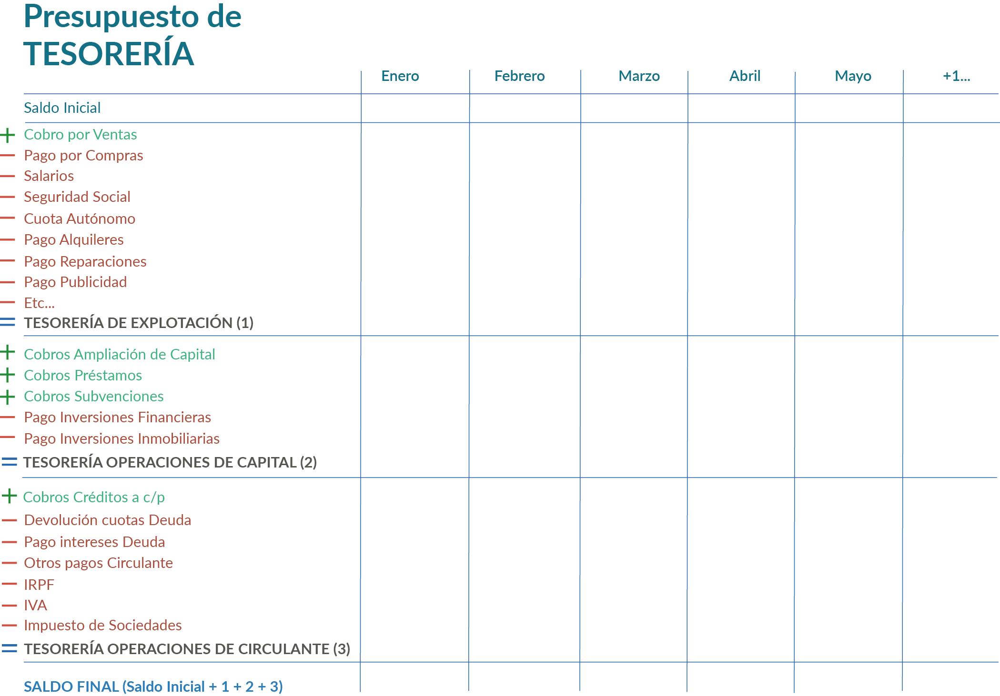 Presupuesto de
TESORERÍA
Enero Febrero Marzo Abril Mayo +1...
Saldo Inicial
+ Cobro por Ventas
— Pago por Compras
— Salarios
— Seguridad Social
— Cuota Autónomo
— Pago Alquileres
— Pago Reparaciones
— Pago Publicidad
— Etc...
= TESORERÍA DE EXPLOTACIÓN (1)
+ Cobros Ampliación de Capital
+ Cobros Préstamos
+ Cobros Subvenciones
— Pago Inversiones Financieras
— Pago Inversiones Inmobiliarias
= TESORERÍA OPERACIONES DE CAPITAL (2)
+ Cobros Créditos a c/p
— Devolución cuotas Deuda
— Pago intereses Deuda
— Otros pagos Circulante
— IRPF
— IVA
— Impuesto de Sociedades
= TESORERÍA OPERACIONES DE CIRCULANTE (3)
SALDO FINAL (Saldo Inicial + 1 + 2 + 3)